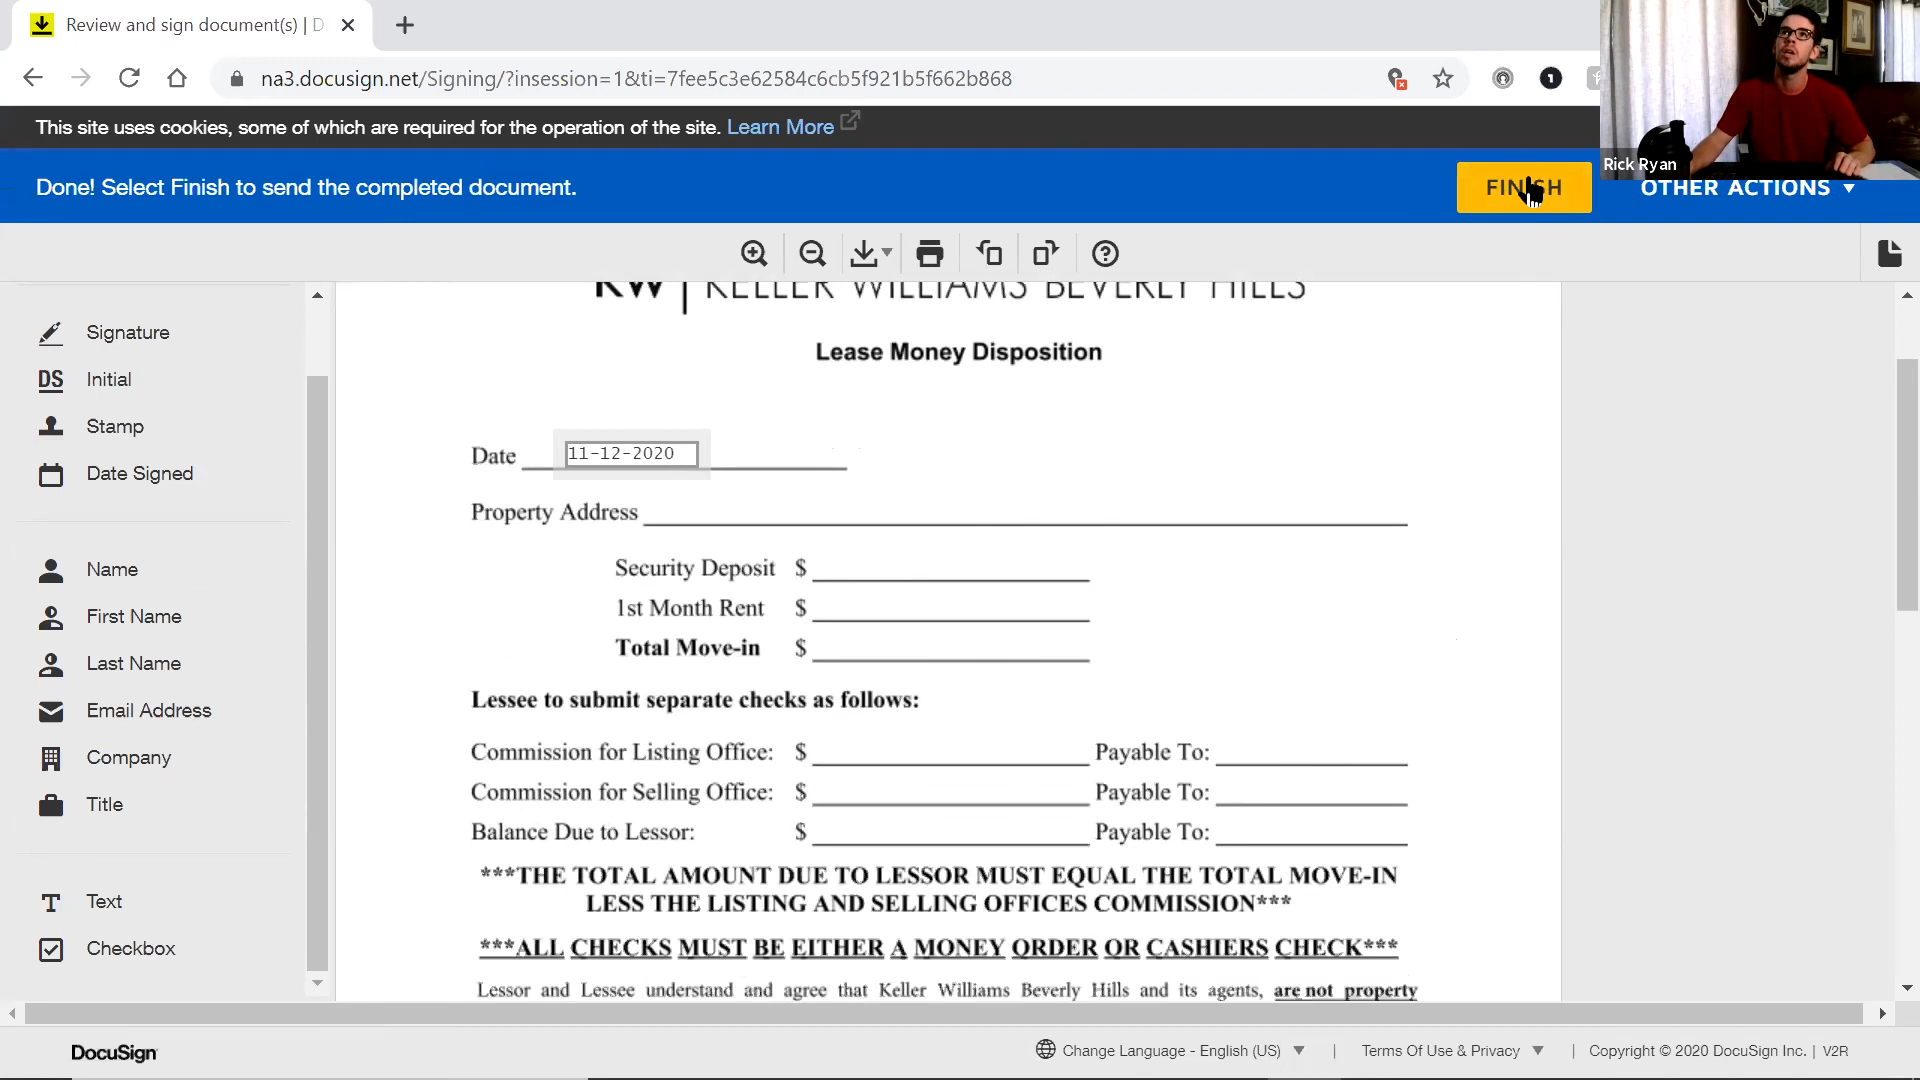 Review and sign document(s) | D
na3.docusign.net/Signing/?insession=1&ti=7fee5c3e62584c6cb5f921b5f662b868
This site uses cookies, some of which are required for the operation of the site. Learn More
Rick Ryan
Done! Select Finish to send the completed document.
FINISH
OTHER ACTIONS
KW | KELLER WILLIAMS BEVERLY HILLS
Lease Money Disposition
Signature
DS Initial
Stamp
Date Signed
Name
First Name
Last Name
Email Address
Company
Title
T Text
Checkbox
Date 11-12-2020
Property Address
Security Deposit $
1st Month Rent $
Total Move-in $
Lessee to submit separate checks as follows:
Commission for Listing Office: $ Payable To:
Commission for Selling Office: $ Payable To:
Balance Due to Lessor: $ Payable To:
***THE TOTAL AMOUNT DUE TO LESSOR MUST EQUAL THE TOTAL MOVE-IN
LESS THE LISTING AND SELLING OFFICES COMMISSION***
***ALL CHECKS MUST BE EITHER A MONEY ORDER OR CASHIERS CHECK***
Lessor and Lessee understand and agree that Keller Williams Beverly Hills and its agents, are not property
DocuSign
Change Language - English (US) | Terms Of Use & Privacy | Copyright © 2020 DocuSign Inc. | V2R